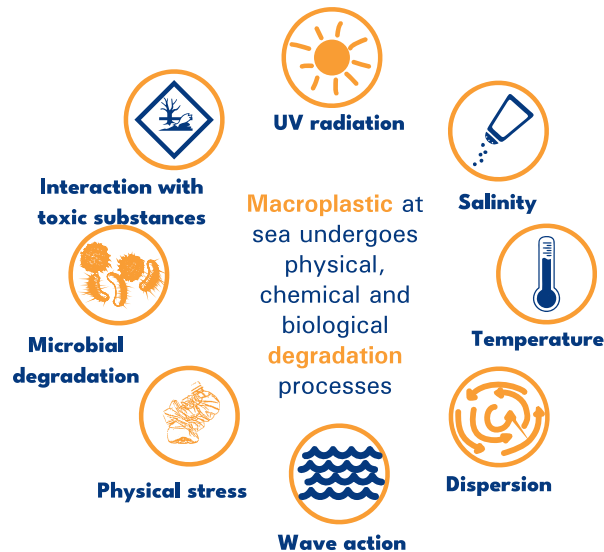 UV radiation
Salinity
Temperature
Dispersion
Wave action
Physical stress
Microbial
degradation
Interaction with
toxic substances
Macroplastic at
sea undergoes
physical,
chemical and
biological
degradation
processes